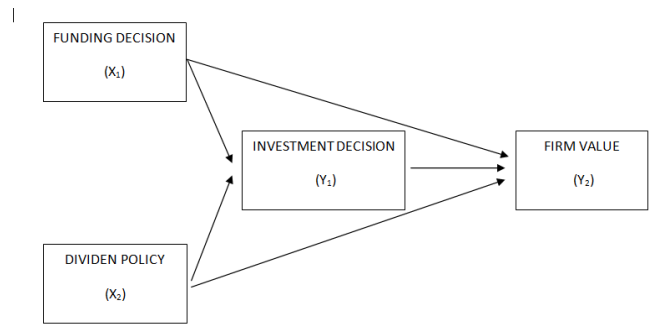 FUNDING DECISION
(X₁)
INVESTMENT DECISION
(Y₁)
FIRM VALUE
(Y₂)
DIVIDEN POLICY
(X₂)